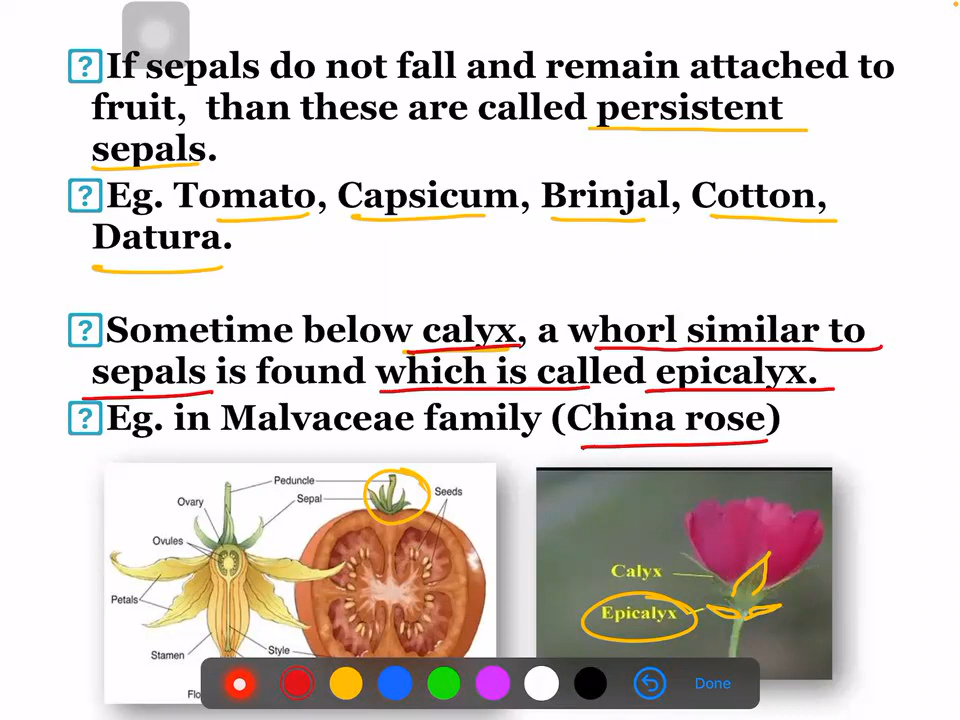 If sepals do not fall and remain attached to
fruit, than these are called persistent
sepals.
Eg. Tomato, Capsicum, Brinjal, Cotton,
Datura.
Sometime below calyx, a whorl similar to
sepals is found which is called epicalyx.
Eg. in Malvaceae family (China rose)
Peduncle
Ovary
Sepal
Seeds
Ovules
Petals
Stamen
Style
Flo
Calyx
Epicalyx
Done